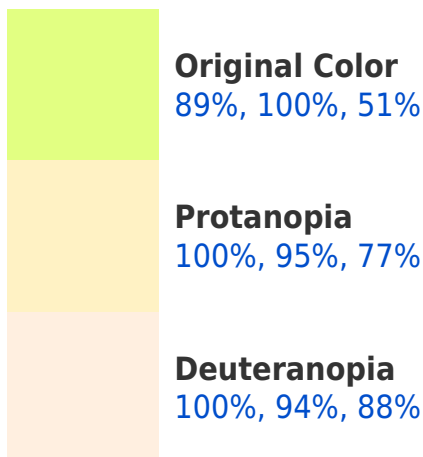 Original Color
89%, 100%, 51%
Protanopia
100%, 95%, 77%
Deuteranopia
100%, 94%, 88%